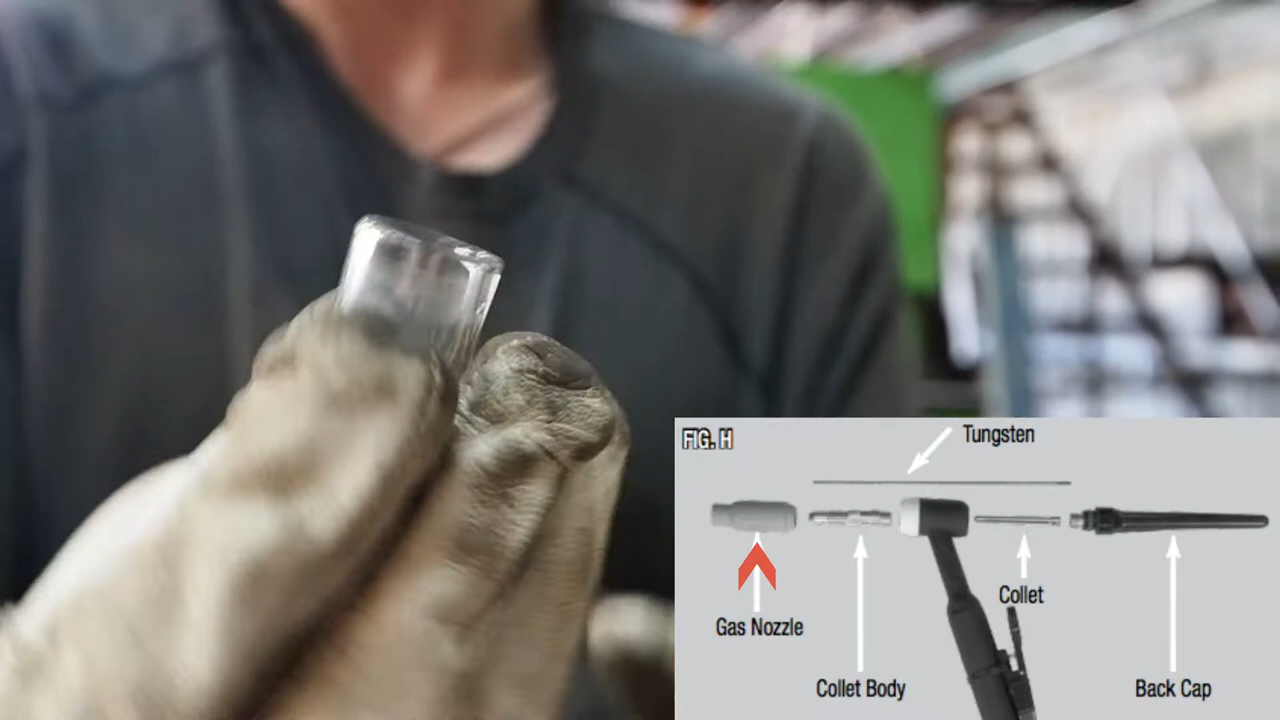 FIG. H
Tungsten
Collet
Gas Nozzle
Collet Body
Back Cap